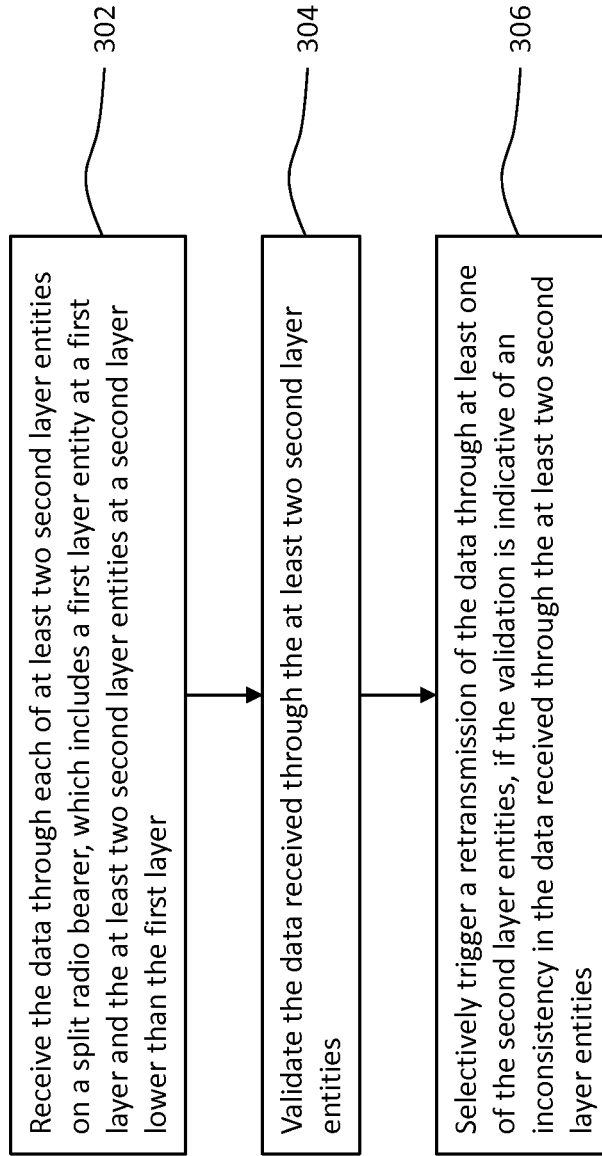 Receive the data through each of at least two second layer entities
on a split radio bearer, which includes a first layer entity at a first
layer and the at least two second layer entities at a second layer
lower than the first layer
302
Validate the data received through the at least two second layer
entities
304
Selectively trigger a retransmission of the data through at least one
of the second layer entities, if the validation is indicative of an
inconsistency in the data received through the at least two second
layer entities
306